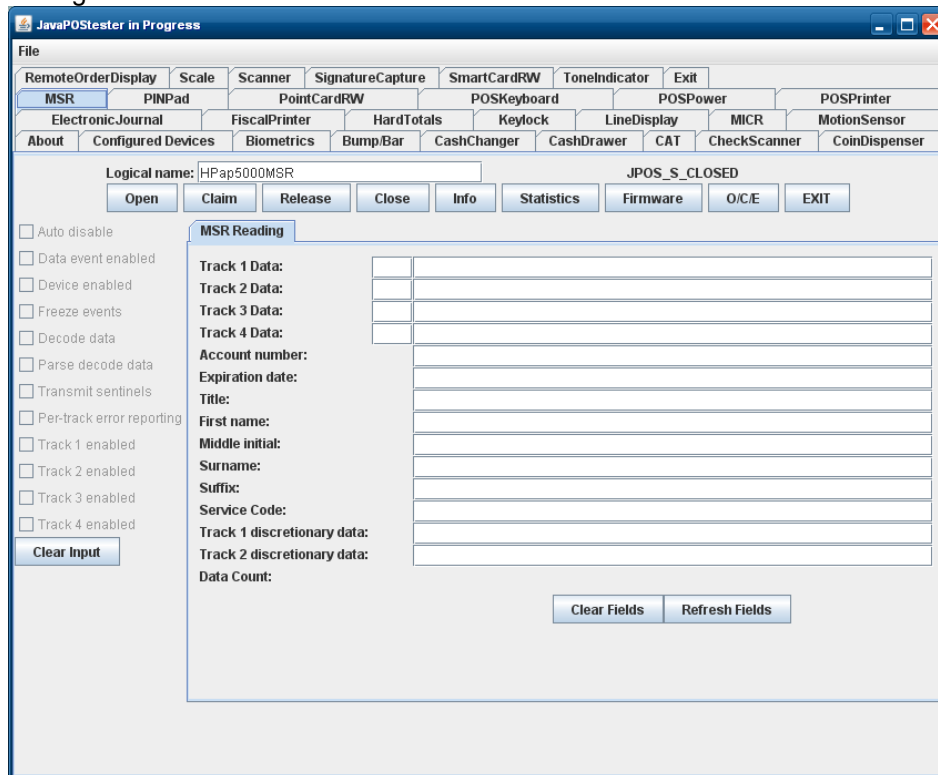 JavaPOStester in Progress
File
RemoteOrderDisplay Scale Scanner SignatureCapture SmartCardRW ToneIndicator Exit
MSR PINPad PointCardRW POSKeyboard POSPower POSPrinter
ElectronicJournal FiscalPrinter HardTotals Keylock LineDisplay MICR MotionSensor
About Configured Devices Biometrics Bump/Bar CashChanger CashDrawer CAT CheckScanner CoinDispenser
Logical name: HPap5000MSR JPOS_S_CLOSED
Open Claim Release Close Info Statistics Firmware O/C/E EXIT
Auto disable
Data event enabled
Device enabled
Freeze events
Decode data
Parse decode data
Transmit sentinels
Per-track error reporting
Track 1 enabled
Track 2 enabled
Track 3 enabled
Track 4 enabled
Clear Input
MSR Reading
Track 1 Data:
Track 2 Data:
Track 3 Data:
Track 4 Data:
Account number:
Expiration date:
Title:
First name:
Middle initial:
Surname:
Suffix:
Service Code:
Track 1 discretionary data:
Track 2 discretionary data:
Data Count:
Clear Fields Refresh Fields